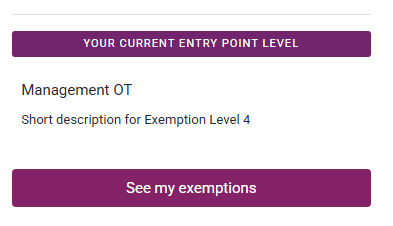 YOUR CURRENT ENTRY POINT LEVEL
Management OT
Short description for Exemption Level 4
See my exemptions